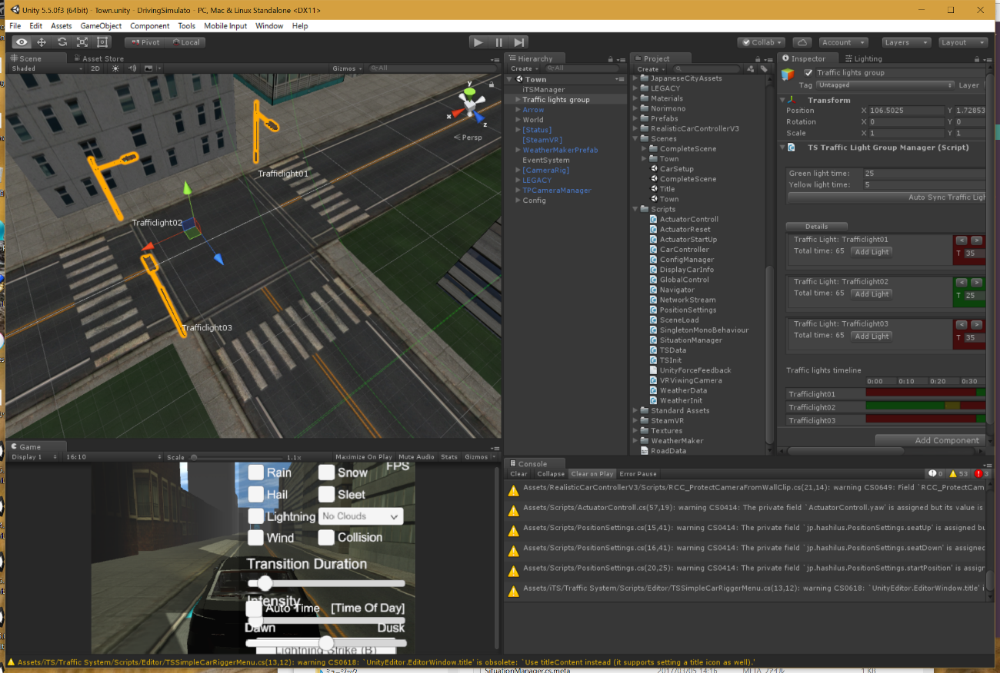 Unity 5.5.0f3 (64bit) - Town.unity - DrivingSimulato - PC, Mac & Linux Standalone <DX11>
File Edit Assets GameObject Component Tools Mobile Input Window Help
Pivot Local Collab Account Layers Layout
Scene Asset Store
Shaded 2D Gizmos All
y
x
z
Persp
Trafficlight01
Trafficlight02
Trafficlight03
Game
Display 1 16:10 Scale 1.1x Maximize On Play Mute Audio Stats Gizmos
FPS
Rain Snow
Hail Sleet
Lightning No Clouds
Wind Collision
Transition Duration
Intensity
Auto Time [Time Of Day]
Dawn Dusk
Lightning Strike (B)
Hierarchy
Create All
Town
iTSManager
Traffic lights group
Arrow
World
[Status]
[SteamVR]
WeatherMakerPrefab
EventSystem
[CameraRig]
LEGACY
TPCameraManager
Config
Project
Create
JapaneseCityAssets
LEGACY
Materials
Norimono
Prefabs
RealisticCarControllerV3
Scenes
CompleteScene
Town
CarSetup
CompleteScene
Title
Town
Scripts
ActuatorControll
ActuatorReset
ActuatorStartUp
CarController
ConfigManager
DisplayCarInfo
GlobalControl
Navigator
NetworkStream
PositionSettings
SceneLoad
SingletonMonoBehaviour
SituationManager
TSData
TSInit
UnityForceFeedback
VRViwingCamera
WeatherData
WeatherInit
Standard Assets
SteamVR
Textures
WeatherMaker
RoadData
Inspector Lighting
Traffic lights group
Tag Untagged Layer
Transform
Position X 106.5025 Y 1.72853
Rotation X 0 Y 0
Scale X 1 Y 1
TS Traffic Light Group Manager (Script)
Green light time: 25
Yellow light time: 5
Auto Sync Traffic Ligh
Details
Traffic Light: Trafficlight01 < >
Total time: 65 Add Light T 35
Traffic Light: Trafficlight02 < >
Total time: 65 Add Light T 25
Traffic Light: Trafficlight03 < >
Total time: 65 Add Light T 35
Traffic lights timeline
0:00 0:10 0:20 0:30
Trafficlight01
Trafficlight02
Trafficlight03
Add Component
Console
Clear Collapse Clear on Play Error Pause 0 53 3
Assets/RealisticCarControllerV3/Scripts/RCC_ProtectCameraFromWallClip.cs(21,14): warning CS0649: Field `RCC_ProtectCam
Assets/Scripts/ActuatorControll.cs(57,19): warning CS0414: The private field `ActuatorControll.yaw' is assigned but its value is
Assets/Scripts/PositionSettings.cs(15,41): warning CS0414: The private field `jp.hashilus.PositionSettings.seatUp' is assigned bu
Assets/Scripts/PositionSettings.cs(16,41): warning CS0414: The private field `jp.hashilus.PositionSettings.seatDown' is assigned
Assets/Scripts/PositionSettings.cs(20,25): warning CS0414: The private field `jp.hashilus.PositionSettings.startPosition' is assigr
Assets/iTS/Traffic System/Scripts/Editor/TSSimpleCarRiggerMenu.cs(13,12): warning CS0618: `UnityEditor.EditorWindow.title' i
Assets/iTS/Traffic System/Scripts/Editor/TSSimpleCarRiggerMenu.cs(13,12): warning CS0618: `UnityEditor.EditorWindow.title' is obsolete: `Use titleContent instead (it supports setting a title icon as well).'
ミュージック SituationManager.cs.meta 2017/03/05 14:16 META ファイル 1 KB